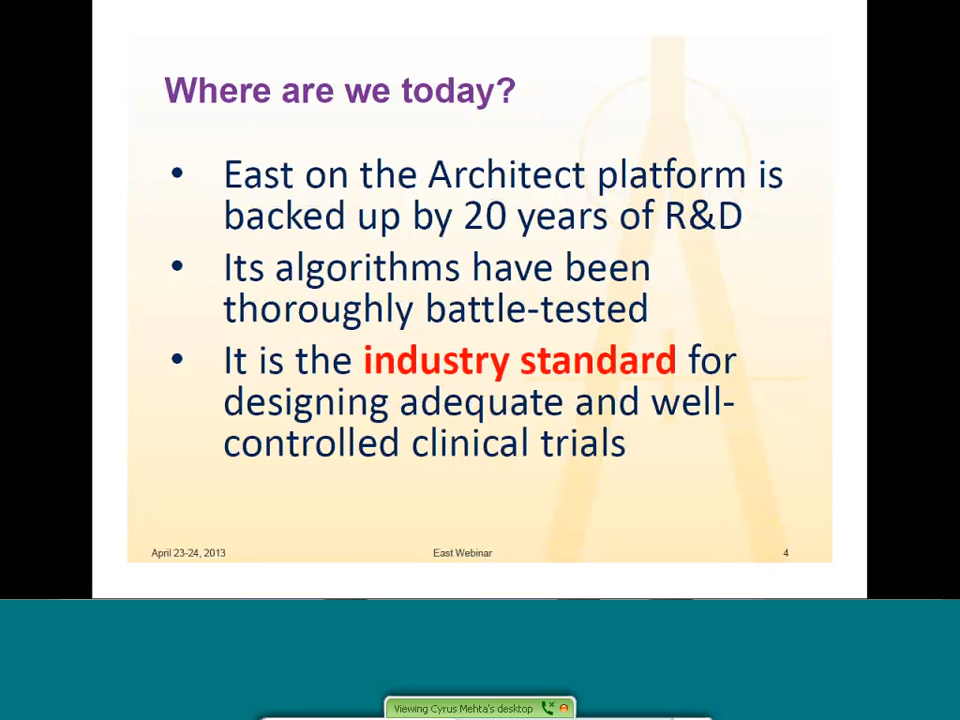 Where are we today?
• East on the Architect platform is
backed up by 20 years of R&D
• Its algorithms have been
thoroughly battle-tested
• It is the industry standard for
designing adequate and well-
controlled clinical trials
April 23-24, 2013
East Webinar
4
Viewing Cyrus Mehta's desktop